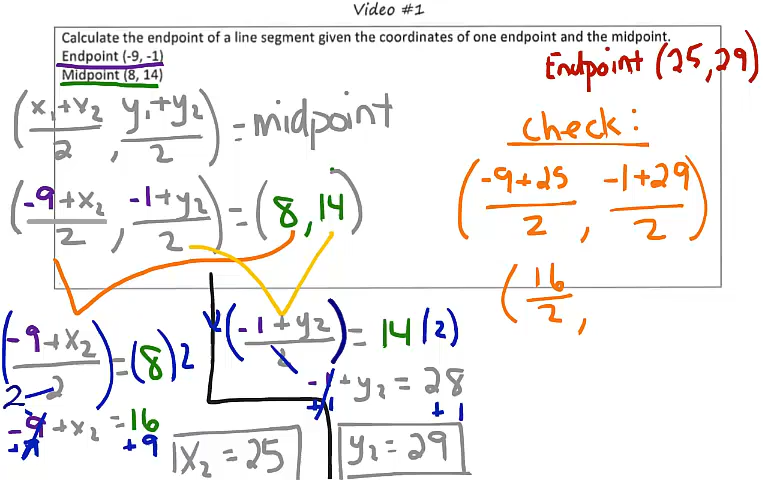 Video #1
Calculate the endpoint of a line segment given the coordinates of one endpoint and the midpoint.
Endpoint (-9, -1)
Midpoint (8, 14)
Endpoint (25, 29)
(x₁+x₂/2, y₁+y₂/2) = midpoint
check:
(-9+x₂/2, -1+y₂/2) = (8, 14)
(-9+25/2, -1+29/2)
(16/2,
(-9+x₂/2) = (8)2
2
(-1+y₂/2) = 14(2)
-9+x₂ = 16
+9 +9
x₂ = 25
-1+y₂ = 28
+1 +1
y₂ = 29